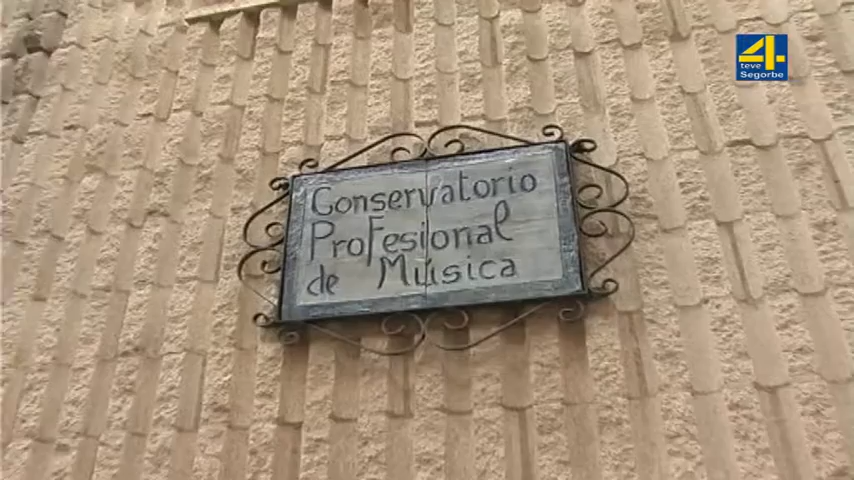 4
teve
Segorbe
Conservatorio
Profesional
de Música